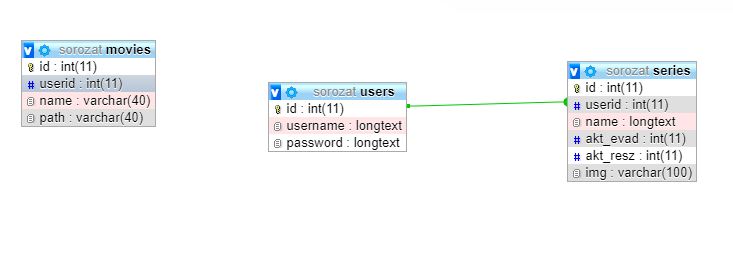 sorozat movies
id : int(11)
# userid : int(11)
name : varchar(40)
path : varchar(40)
sorozat users
id : int(11)
username : longtext
password : longtext
sorozat series
id : int(11)
# userid : int(11)
name : longtext
# akt_evad : int(11)
# akt_resz : int(11)
img : varchar(100)